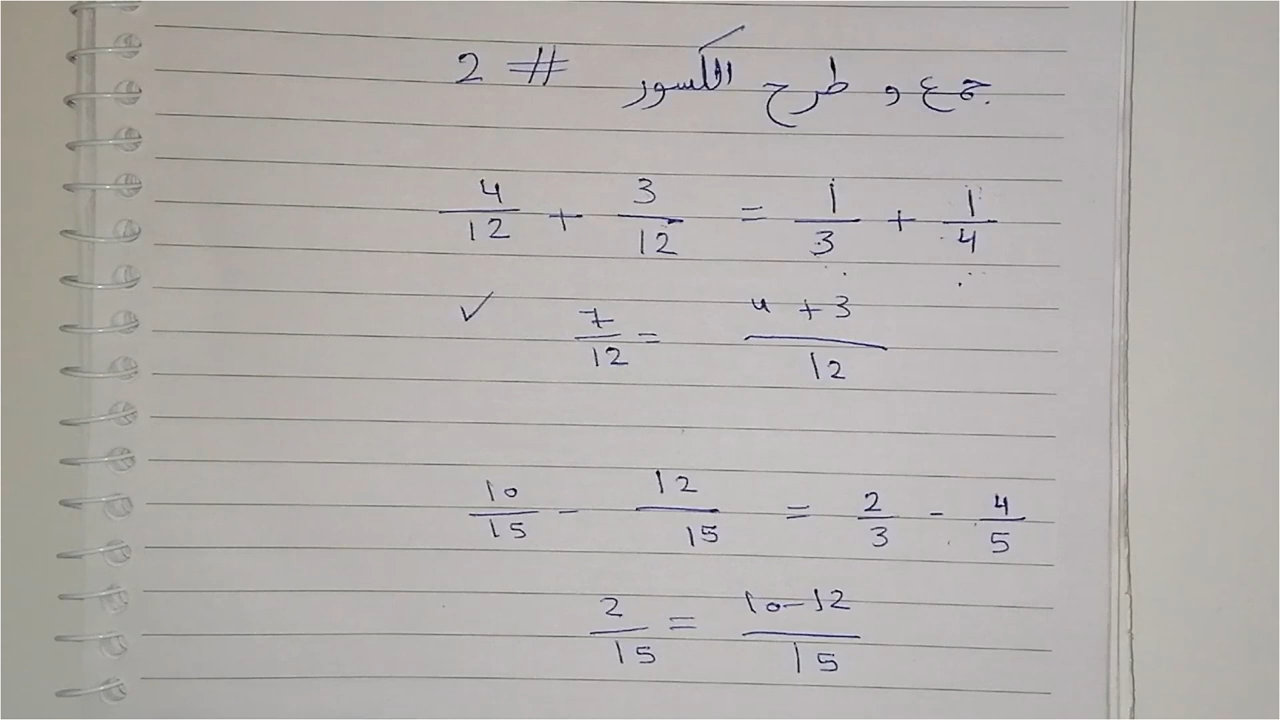 جمع و طرح الكسور # 2
1/4 + 1/3 = 3/12 + 4/12
4 + 3/12 = 7/12 ✓
4/5 - 2/3 = 12/15 - 10/15
10-12/15 = 2/15